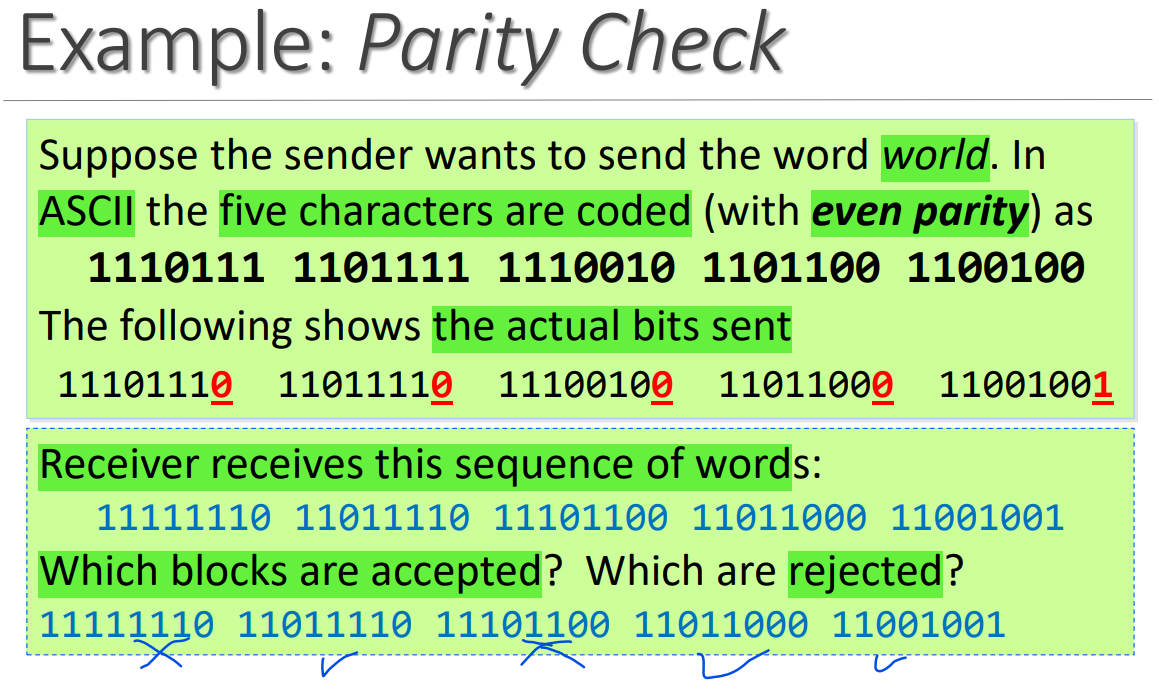 Example: Parity Check
Suppose the sender wants to send the word world. In
ASCII the five characters are coded (with even parity) as
1110111 1101111 1110010 1101100 1100100
The following shows the actual bits sent
11101110 11011110 11100100 11011000 11001001
Receiver receives this sequence of words:
11111110 11011110 11101100 11011000 11001001
Which blocks are accepted? Which are rejected?
11111110 11011110 11101100 11011000 11001001